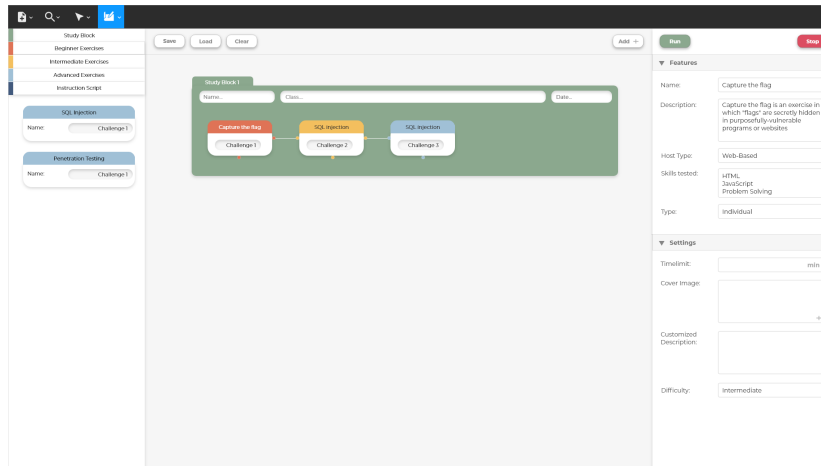 Study Block
Beginner Exercises
Intermediate Exercises
Advanced Exercises
Instruction Script
SQL Injection
Name: Challenge 1
Penetration Testing
Name: Challenge 1
Save Load Clear Add +
Study Block 1
Name... Class... Date...
Capture the flag SQL Injection SQL Injection
Challenge 1 Challenge 2 Challenge 3
Run Stop
Features
Name: Capture the flag
Description: Capture the flag is an exercise in
which "flags" are secretly hidden
in purposefully-vulnerable
programs or websites
Host Type: Web-Based
Skills tested: HTML
JavaScript
Problem Solving
Type: Individual
Settings
Timelimit: min
Cover Image:
+
Customized
Description:
Difficulty: Intermediate